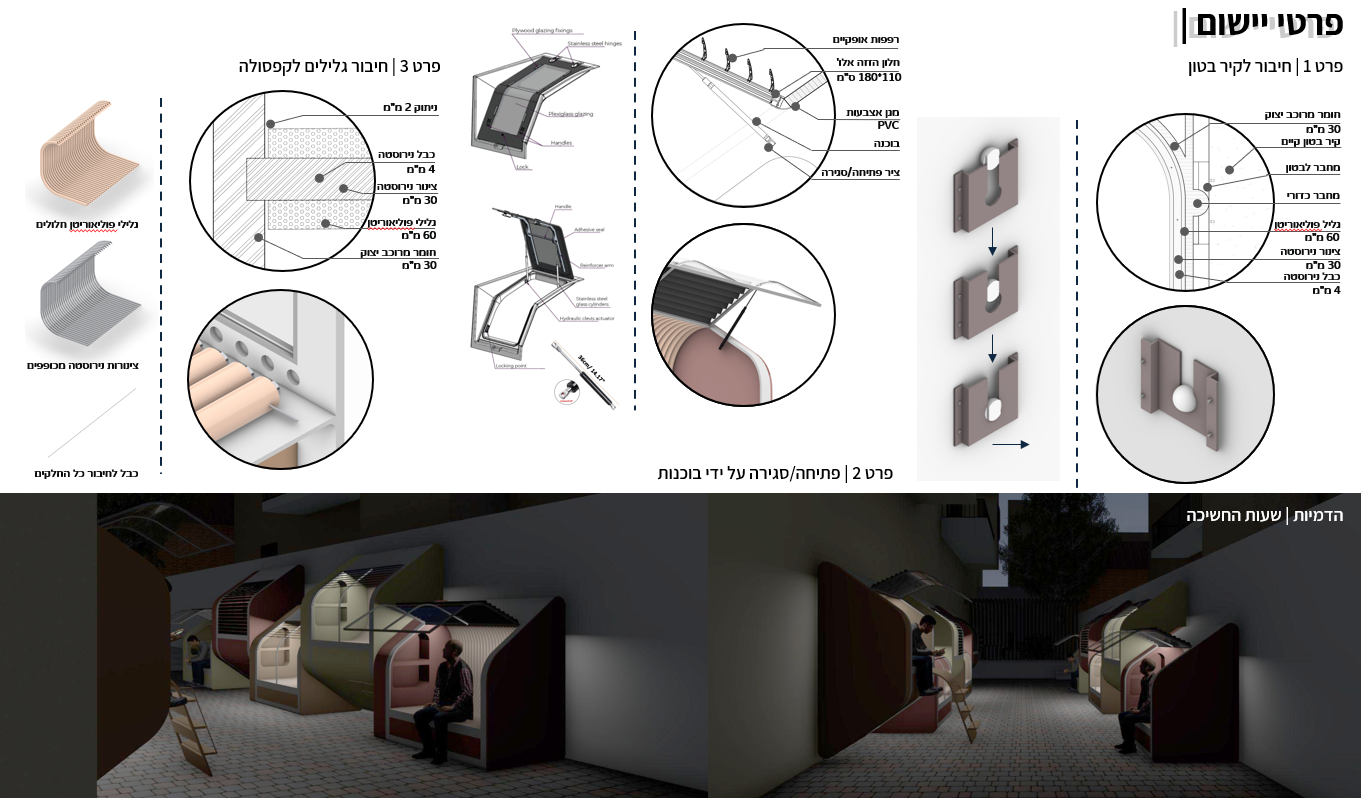 פרטי יישום
פרט 1 | חיבור לקיר בטון
חומר מרוכב יצוק
30 מ"מ
קיר בטון קיים
מחבר לבטון
מחבר כדורי
גליל פוליאוריטן
60 מ"מ
צינור נירוסטה
30 מ"מ
כבל נירוסטה
4 מ"מ
רפפות אופקיים
חלון הזזה אלו'
180*110 ס"מ
מגן אצבעות
PVC
בוכנה
ציר פתיחה/סגירה
פרט 2 | פתיחה/סגירה על ידי בוכנות
Plywood glazing fixings
Stainless steel hinges
Plexiglass glazing
Handles
Lock
Handle
Adhesive seal
Reinforcer arm
Stainless steel
glass cylinders
Hydraulic clevis actuator
Locking point
36cm/ 14.17"
פרט 3 | חיבור גלילים לקפסולה
ניתוק 2 מ"מ
כבל נירוסטה
4 מ"מ
צינור נירוסטה
30 מ"מ
גלילי פוליאוריטן
60 מ"מ
חומר מרוכב יצוק
30 מ"מ
גלילי פוליאוריטן חלולים
צינורות נירוסטה מכופפים
כבל לחיבור כל החלקים
הדמיות | שעות החשיכה